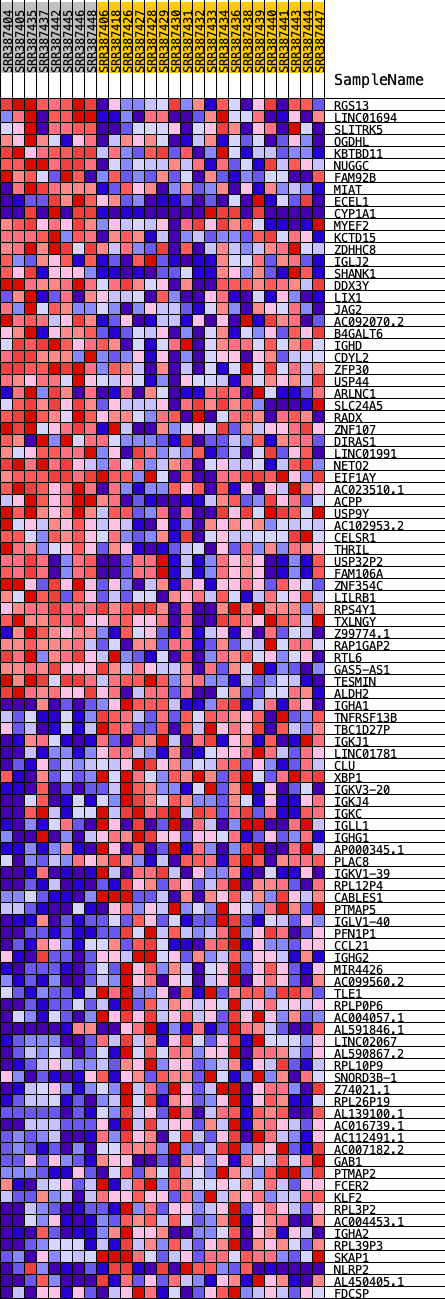 SRR387404
SRR387405
SRR387435
SRR387437
SRR387442
SRR387445
SRR387446
SRR387448
SRR387406
SRR387418
SRR387426
SRR387427
SRR387428
SRR387429
SRR387430
SRR387431
SRR387432
SRR387433
SRR387434
SRR387436
SRR387438
SRR387439
SRR387440
SRR387441
SRR387443
SRR387444
SRR387447
SampleName
RGS13
LINC01694
SLITRK5
OGDHL
KBTBD11
NUGGC
FAM92B
MIAT
ECEL1
CYP1A1
MYEF2
KCTD15
ZDHHC8
IGLJ2
SHANK1
DDX3Y
LIX1
JAG2
AC092070.2
B4GALT6
IGHD
CDYL2
ZFP30
USP44
ARLNC1
SLC24A5
RADX
ZNF107
DIRAS1
LINC01991
NETO2
EIF1AY
AC023510.1
ACPP
USP9Y
AC102953.2
CELSR1
THRIL
USP32P2
FAM106A
ZNF354C
LILRB1
RPS4Y1
TXLNGY
Z99774.1
RAP1GAP2
RTL6
GAS5-AS1
TESMIN
ALDH2
IGHA1
TNFRSF13B
TBC1D27P
IGKJ1
LINC01781
CLU
XBP1
IGKV3-20
IGKJ4
IGKC
IGLL1
IGHG1
AP000345.1
PLAC8
IGKV1-39
RPL12P4
CABLES1
PTMAP5
IGLV1-40
PFN1P1
CCL21
IGHG2
MIR4426
AC099560.2
TLE1
RPLP0P6
AC004057.1
AL591846.1
LINC02067
AL590867.2
RPL10P9
SNORD3B-1
Z74021.1
RPL26P19
AL139100.1
AC016739.1
AC112491.1
AC007182.2
GAB1
PTMAP2
FCER2
KLF2
RPL3P2
AC004453.1
IGHA2
RPL39P3
SKAP1
NLRP2
AL450405.1
FDCSP